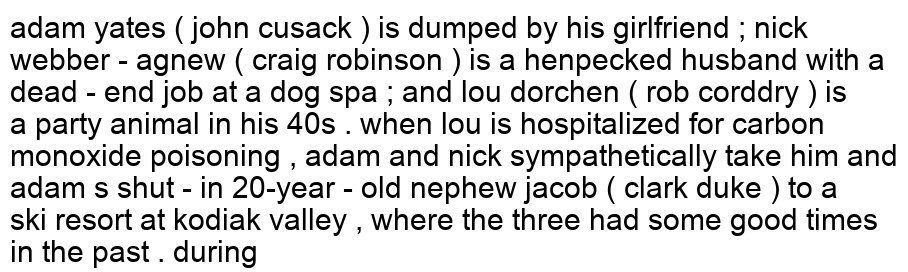 adam yates ( john cusack ) is dumped by his girlfriend ; nick
webber - agnew ( craig robinson ) is a henpecked husband with a
dead - end job at a dog spa ; and lou dorchen ( rob corddry ) is
a party animal in his 40s . when lou is hospitalized for carbon
monoxide poisoning , adam and nick sympathetically take him and
adam s shut - in 20-year - old nephew jacob ( clark duke ) to a
ski resort at kodiak valley , where the three had some good times
in the past . during